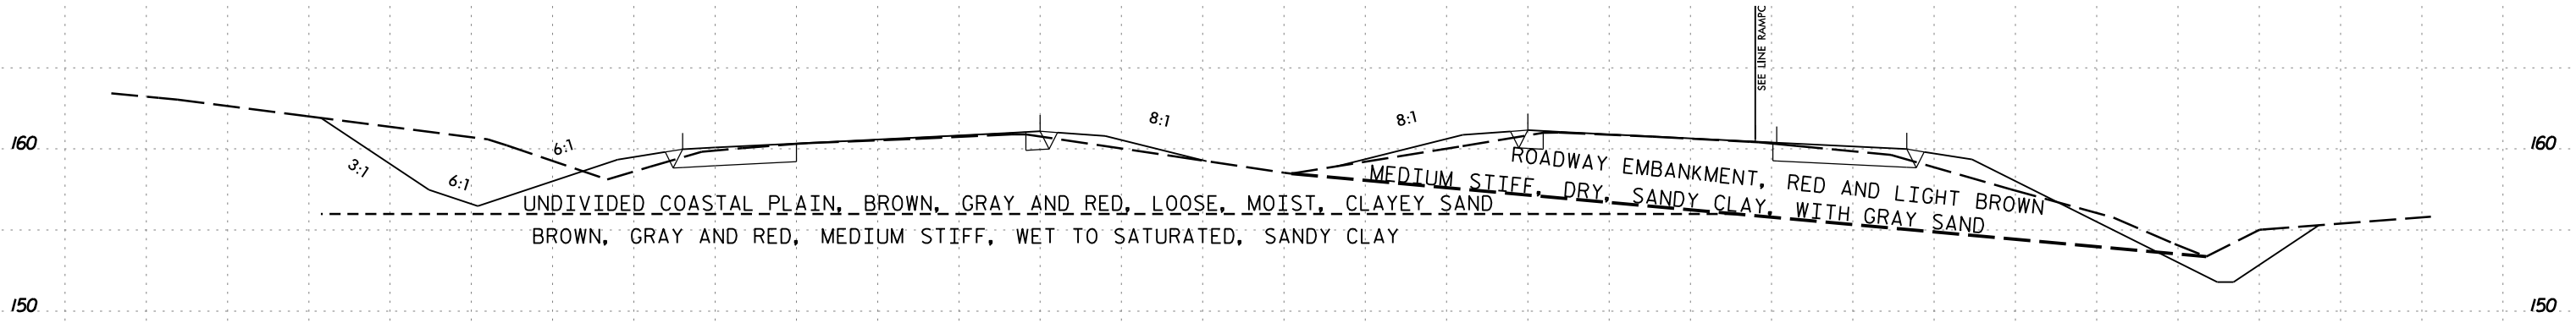 SEE LINE RAMPC
8:1
8:1
160
6:1
160
3:1
6:1
ROADWAY EMBANKMENT, RED AND LIGHT BROWN
MEDIUM STIFF, DRY, SANDY CLAY, WITH GRAY SAND
UNDIVIDED COASTAL PLAIN, BROWN, GRAY AND RED, LOOSE, MOIST, CLAYEY SAND
BROWN, GRAY AND RED, MEDIUM STIFF, WET TO SATURATED, SANDY CLAY
150
150